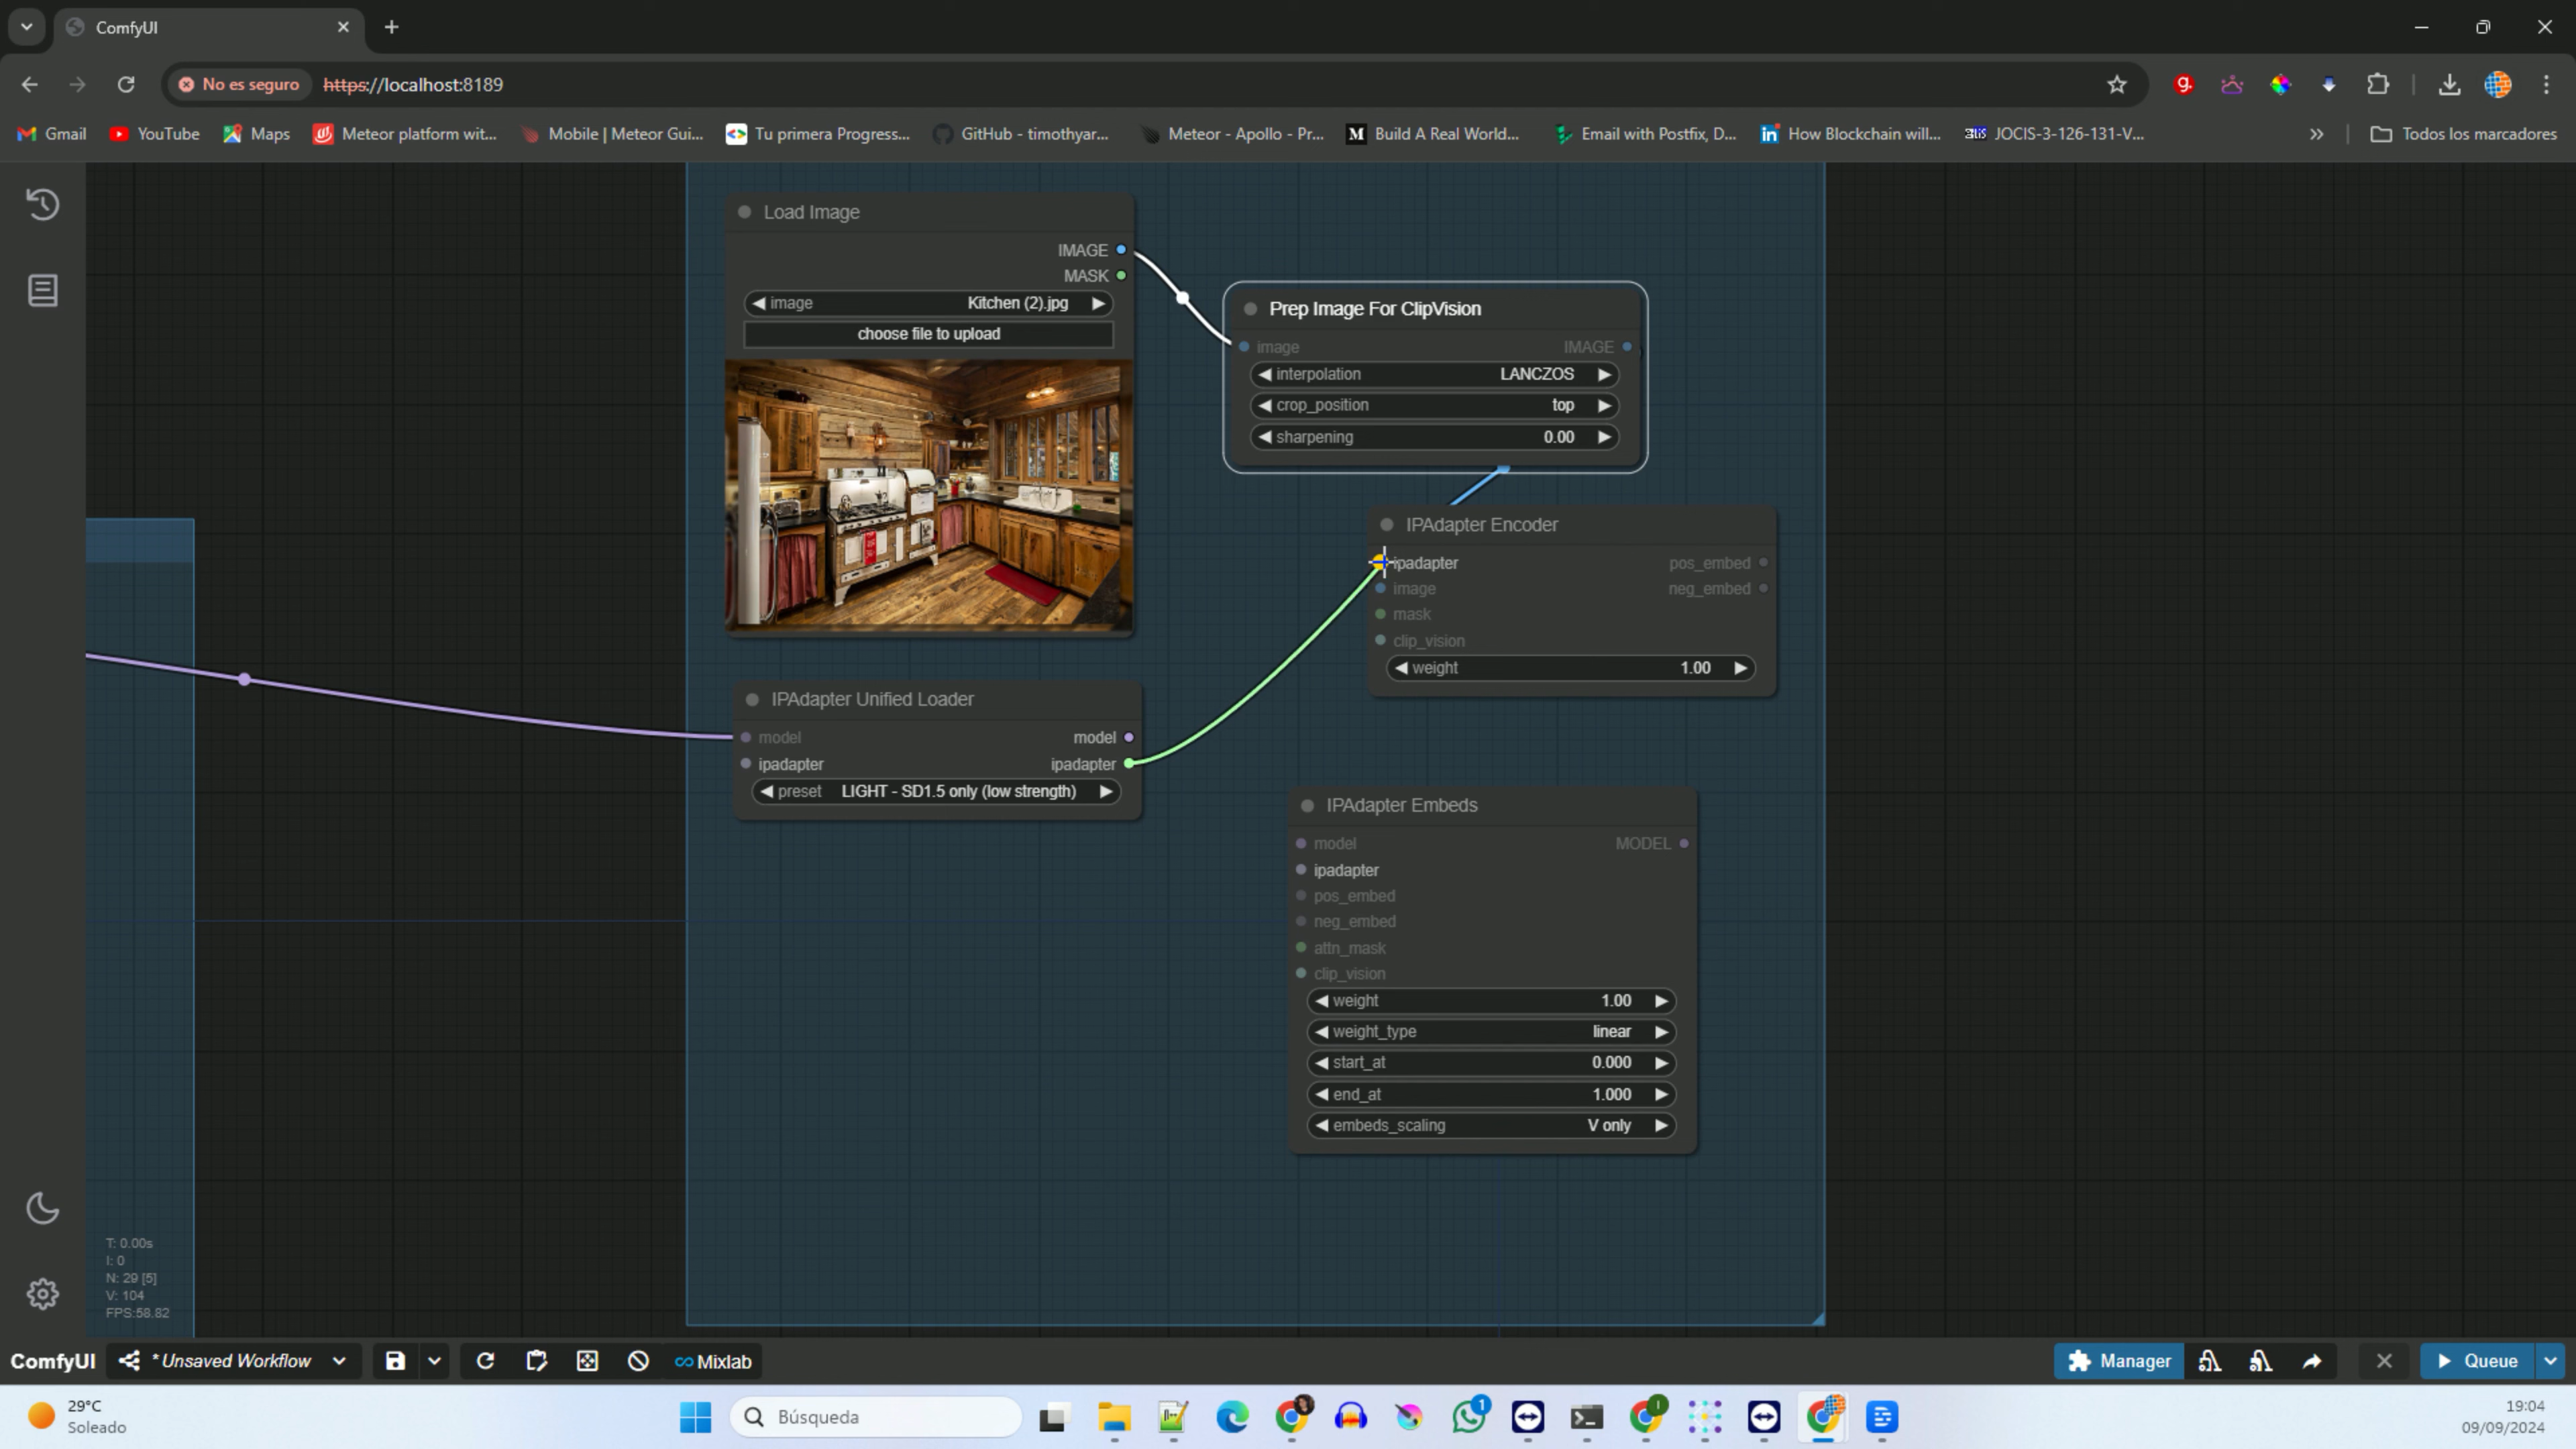 ComfyUI
No es seguro
https://localhost:8189
Gmail
YouTube
Maps
Meteor platform wit...
Mobile | Meteor Gui...
Tu primera Progress...
GitHub - timothyar...
Meteor - Apollo - Pr...
Build A Real World...
Email with Postfix, D...
How Blockchain will...
JOCIS-3-126-131-V...
Todos los marcadores
Load Image
IMAGE
MASK
image Kitchen (2).jpg
choose file to upload
Prep Image For ClipVision
image IMAGE
interpolation LANCZOS
crop_position top
sharpening 0.00
IPAdapter Encoder
ipadapter pos_embed
image neg_embed
mask
clip_vision
weight 1.00
IPAdapter Unified Loader
model model
ipadapter ipadapter
preset LIGHT - SD1.5 only (low strength)
IPAdapter Embeds
model MODEL
ipadapter
pos_embed
neg_embed
attn_mask
clip_vision
weight 1.00
weight_type linear
start_at 0.000
end_at 1.000
embeds_scaling V only
T: 0.00s
I: 0
N: 29 [5]
V: 104
FPS:58.82
ComfyUI
* Unsaved Workflow
Mixlab
Manager
Queue
29°C
Soleado
Búsqueda
1
19:04
09/09/2024